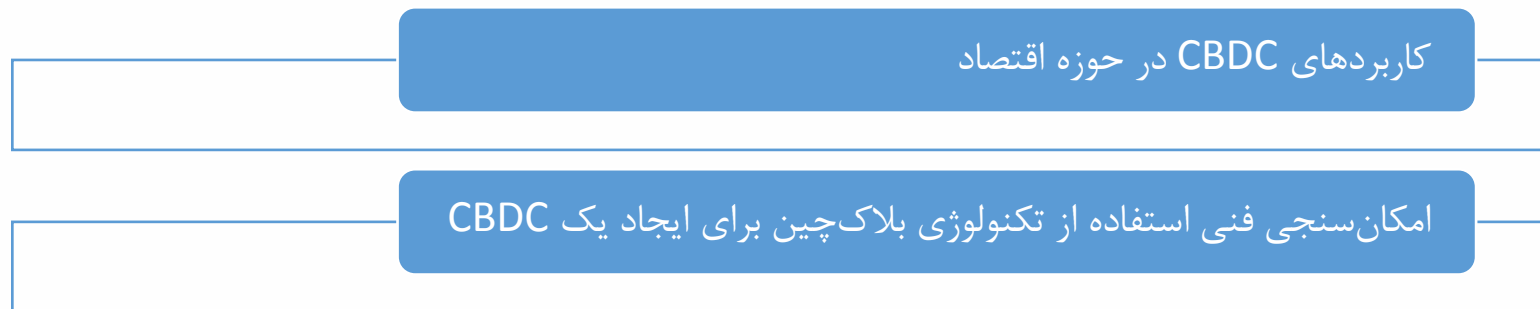 کاربردهای CBDC در حوزه اقتصاد
امکان‌سنجی فنی استفاده از تکنولوژی بلاک‌چین برای ایجاد یک CBDC